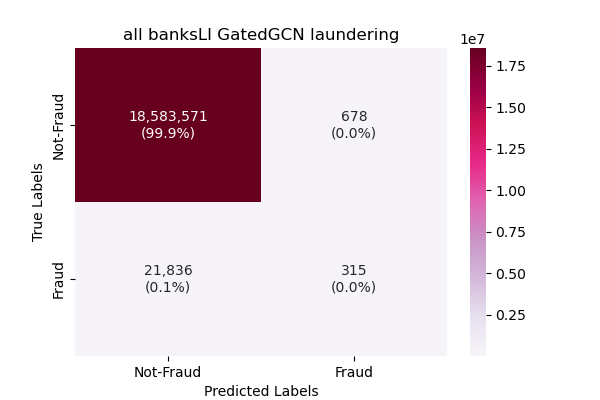 all banksLI GatedGCN laundering
1e7
Not-Fraud
18,583,571
(99.9%)
678
(0.0%)
True Labels
Fraud
21,836
(0.1%)
315
(0.0%)
Not-Fraud
Fraud
Predicted Labels
1.75
1.50
1.25
1.00
0.75
0.50
0.25